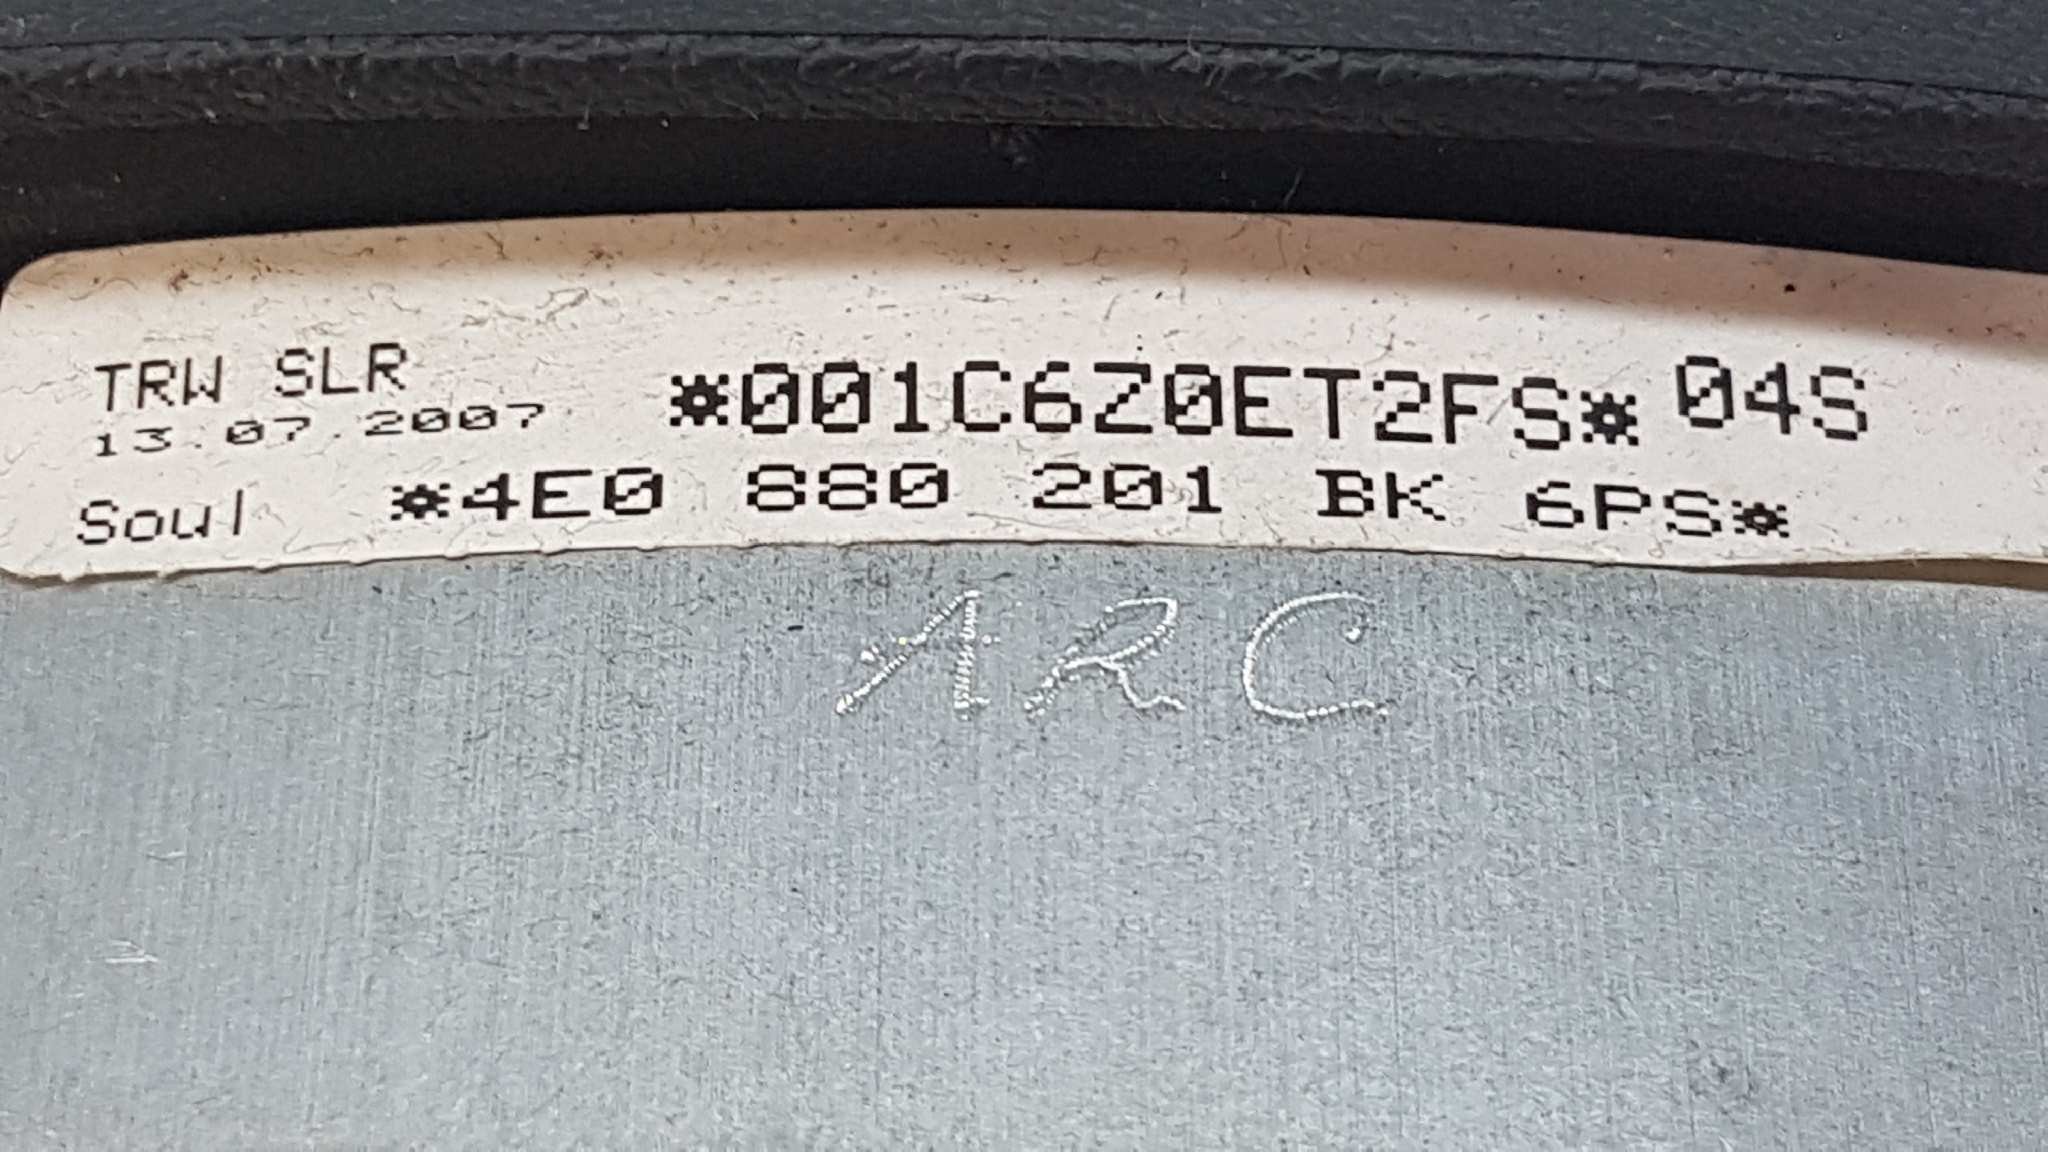 TRW SLR
13.07.2007
*001C6Z0ET2FS* 04S
Soul *4E0 880 201 BK 6PS*
ARC